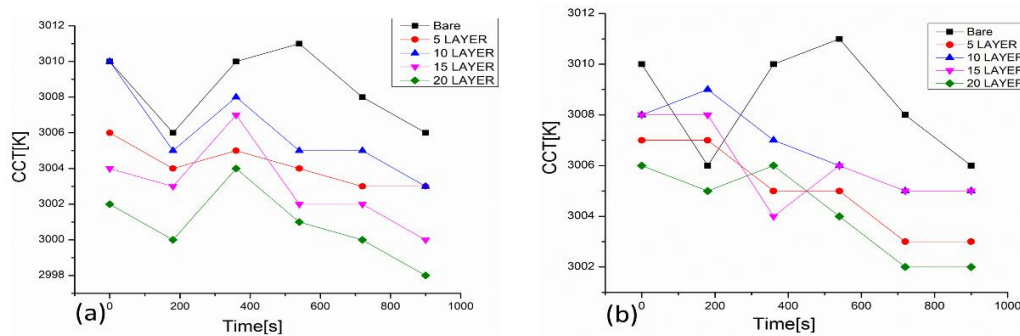 3012
3010
3008
3006
3004
3002
3000
2998
CCT[K]
0
200
400
600
800
1000
Time[s]
(a)
Bare
5 LAYER
10 LAYER
15 LAYER
20 LAYER
3012
3010
3008
3006
3004
3002
CCT[K]
0
200
400
600
800
1000
Time[s]
(b)
Bare
5 LAYER
10 LAYER
15 LAYER
20 LAYER